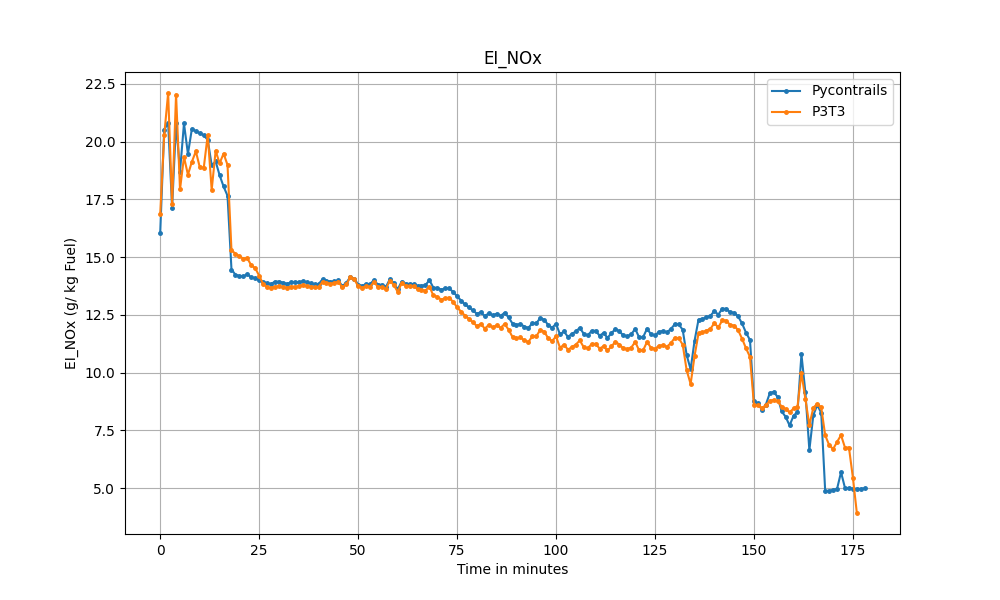 EI_NOx
Pycontrails
P3T3
22.5
20.0
17.5
15.0
12.5
10.0
7.5
5.0
EI_NOx (g/ kg Fuel)
0 25 50 75 100 125 150 175
Time in minutes